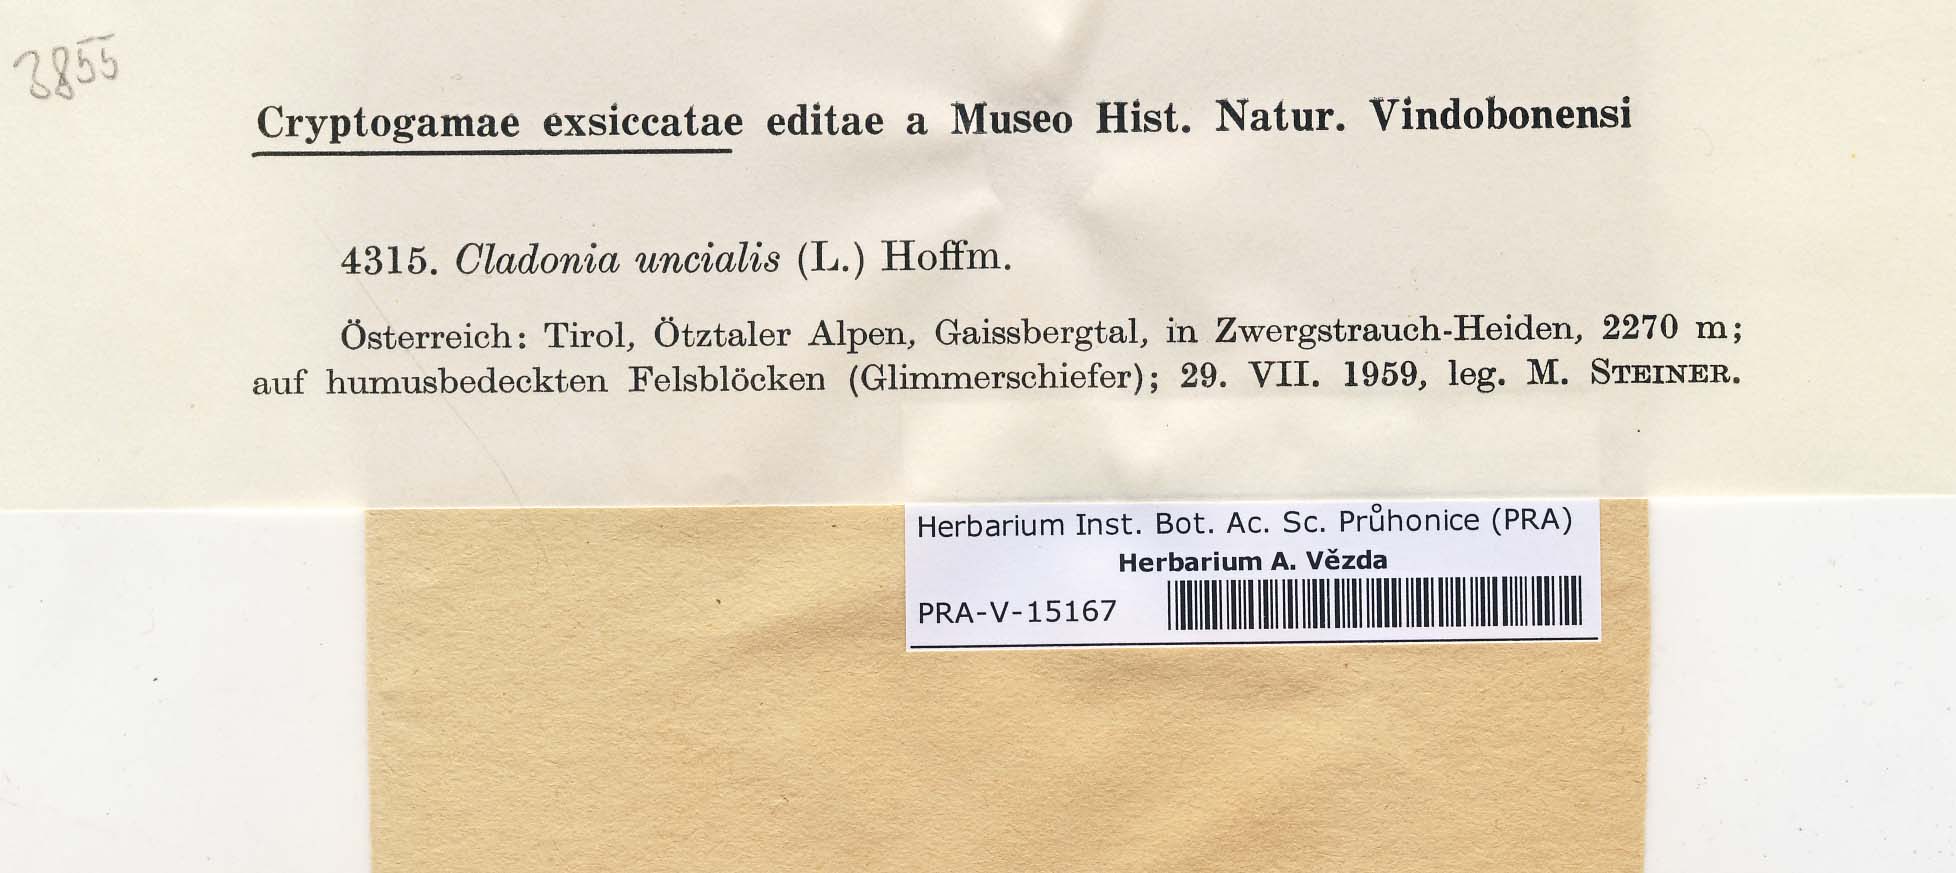 3855
Cryptogamae exsiccatae editae a Museo Hist. Natur. Vindobonensi
4315. Cladonia uncialis (L.) Hoffm.
Österreich: Tirol, Ötztaler Alpen, Gaissbergtal, in Zwergstrauch-Heiden, 2270 m;
auf humusbedeckten Felsblöcken (Glimmerschiefer); 29. VII. 1959, leg. M. STEINER.
Herbarium Inst. Bot. Ac. Sc. Průhonice (PRA)
Herbarium A. Vězda
PRA-V-15167